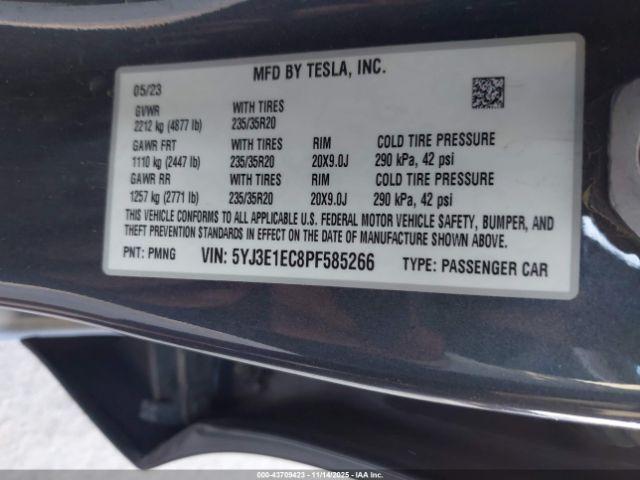 MFD BY TESLA, INC.
05/23
GVWR WITH TIRES
2212 kg (4877 lb) 235/35R20
GAWR FRT WITH TIRES RIM COLD TIRE PRESSURE
1110 kg (2447 lb) 235/35R20 20X9.0J 290 kPa, 42 psi
GAWR RR WITH TIRES RIM COLD TIRE PRESSURE
1257 kg (2771 lb) 235/35R20 20X9.0J 290 kPa, 42 psi
THIS VEHICLE CONFORMS TO ALL APPLICABLE U.S. FEDERAL MOTOR VEHICLE SAFETY, BUMPER, AND
THEFT PREVENTION STANDARDS IN EFFECT ON THE DATE OF MANUFACTURE SHOWN ABOVE.
PNT: PMNG VIN: 5YJ3E1EC8PF585266 TYPE: PASSENGER CAR
000-43709423 - 11/14/2025 - IAA Inc.